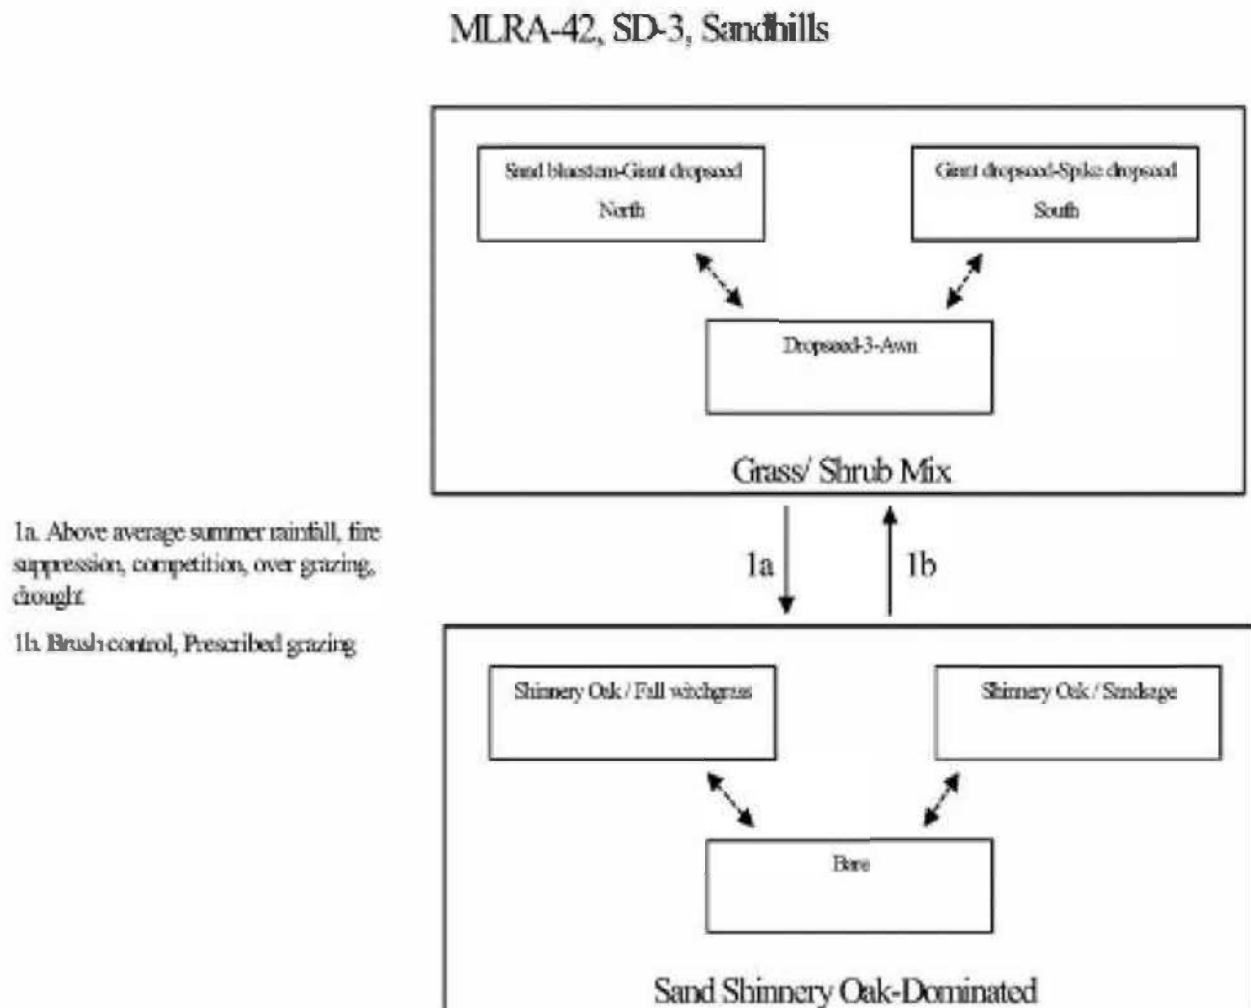 MLRA-42, SD-3, Sandhills
Sand bluestem-Giant dropseed
North
Giant dropseed-Spike dropseed
South
Dropseed-3-Awn
Grass/ Shrub Mix
1a. Above average summer rainfall, fire
suppression, competition, over grazing,
drought
1b. Brush control, Prescribed grazing
1a
1b
Shinnery Oak / Fall witchgrass
Shinnery Oak / Sandsage
Bare
Sand Shinnery Oak-Dominated